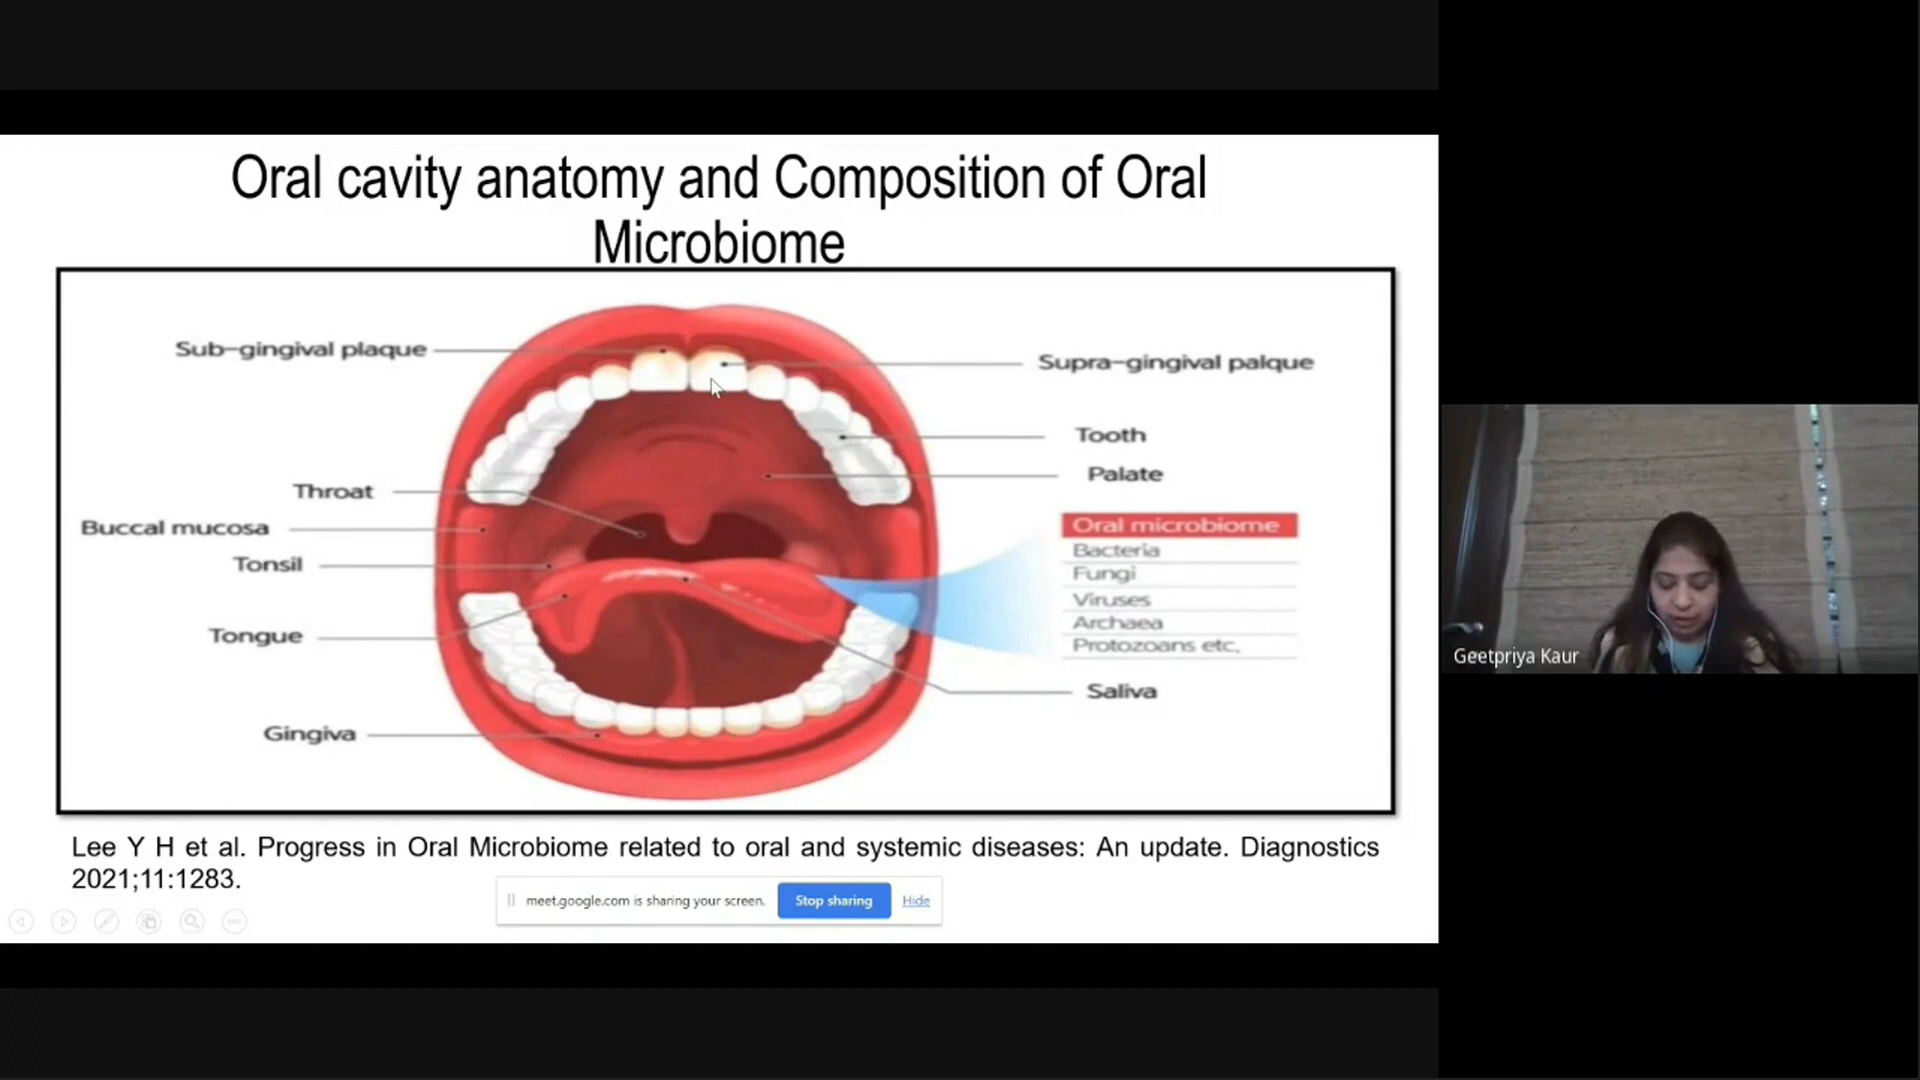 Oral cavity anatomy and Composition of Oral
Microbiome
Sub-gingival plaque
Supra-gingival palque
Tooth
Palate
Throat
Buccal mucosa
Tonsil
Tongue
Gingiva
Oral microbiome
Bacteria
Fungi
Viruses
Archaea
Protozoans etc.
Saliva
Lee Y H et al. Progress in Oral Microbiome related to oral and systemic diseases: An update. Diagnostics
2021;11:1283.
meet.google.com is sharing your screen.
Stop sharing
Hide
Geetpriya Kaur